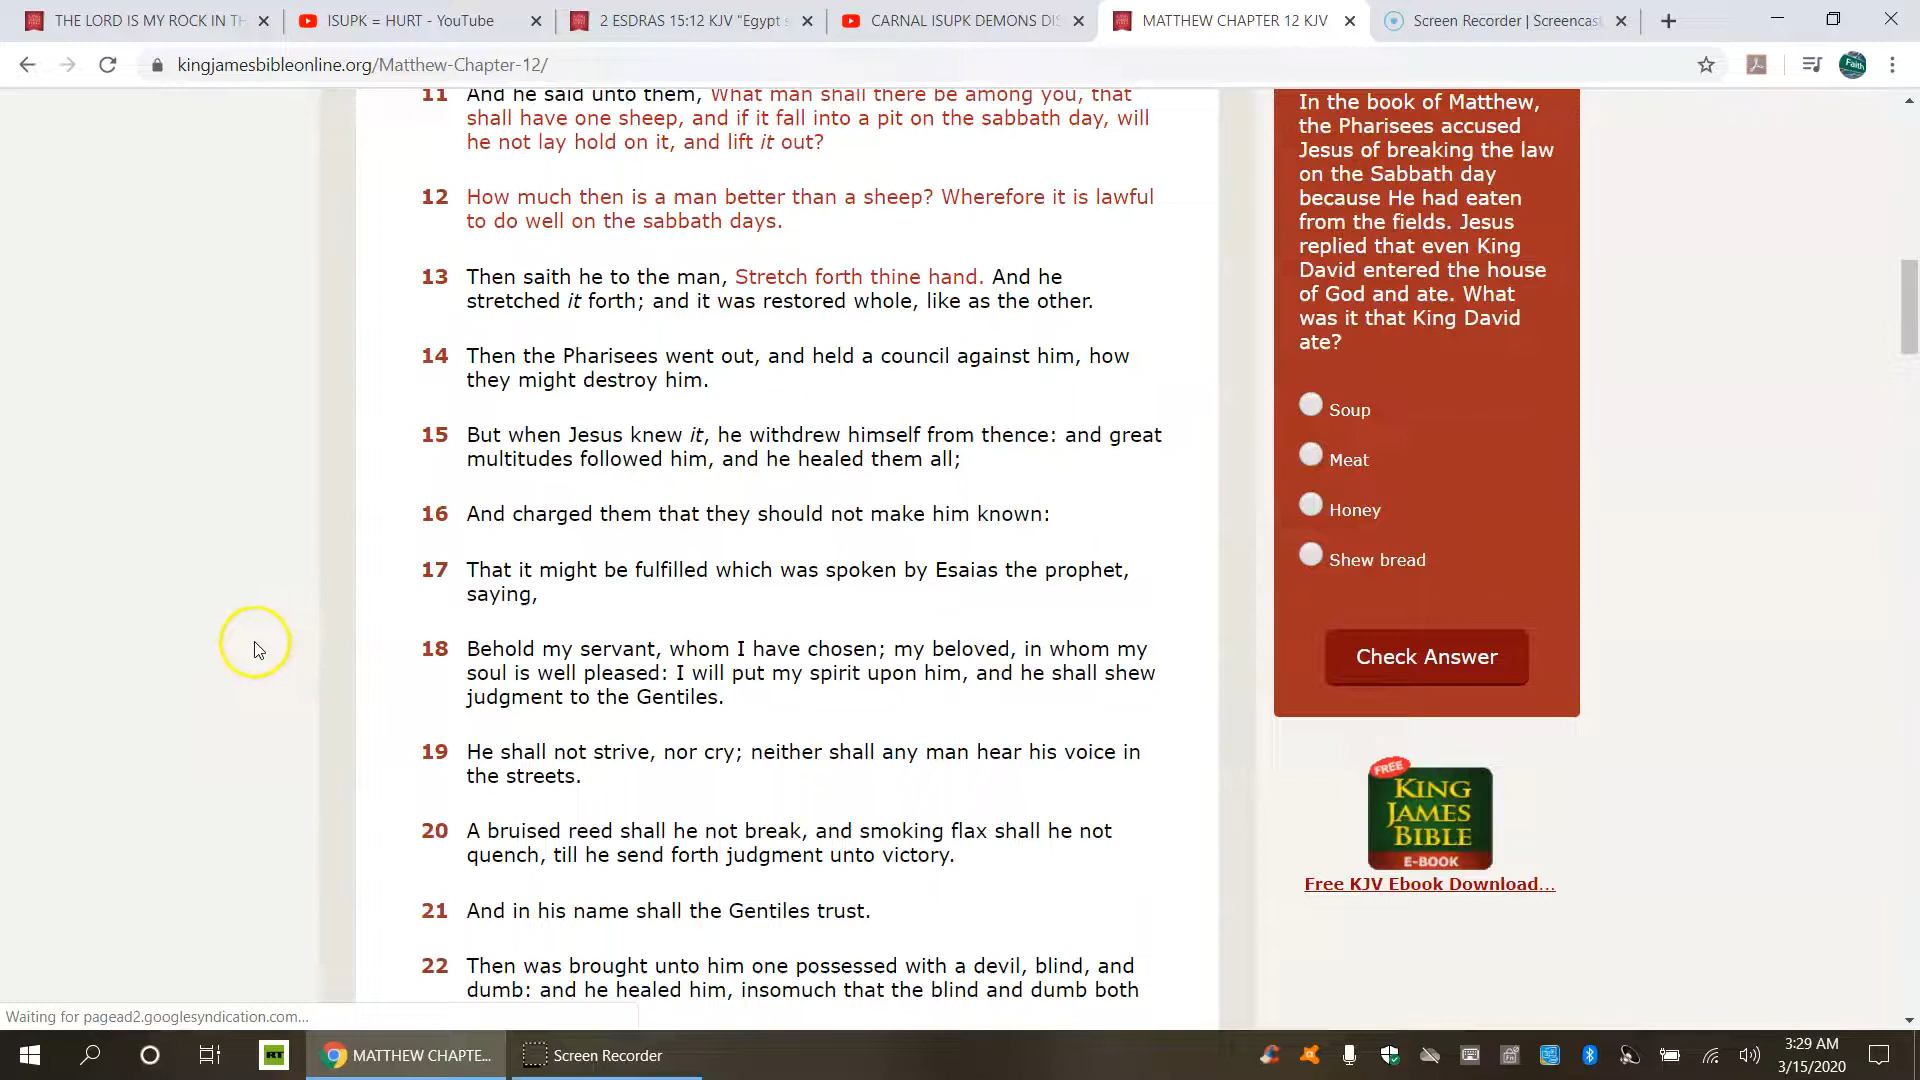 THE LORD IS MY ROCK IN TH
ISUPK = HURT - YouTube
2 ESDRAS 15:12 KJV "Egypt s
CARNAL ISUPK DEMONS DIS
MATTHEW CHAPTER 12 KJV
Screen Recorder | Screencas
kingjamesbibleonline.org/Matthew-Chapter-12/
Faith
11 And he said unto them, What man shall there be among you, that
shall have one sheep, and if it fall into a pit on the sabbath day, will
he not lay hold on it, and lift it out?
12 How much then is a man better than a sheep? Wherefore it is lawful
to do well on the sabbath days.
13 Then saith he to the man, Stretch forth thine hand. And he
stretched it forth; and it was restored whole, like as the other.
14 Then the Pharisees went out, and held a council against him, how
they might destroy him.
15 But when Jesus knew it, he withdrew himself from thence: and great
multitudes followed him, and he healed them all;
16 And charged them that they should not make him known:
17 That it might be fulfilled which was spoken by Esaias the prophet,
saying,
18 Behold my servant, whom I have chosen; my beloved, in whom my
soul is well pleased: I will put my spirit upon him, and he shall shew
judgment to the Gentiles.
19 He shall not strive, nor cry; neither shall any man hear his voice in
the streets.
20 A bruised reed shall he not break, and smoking flax shall he not
quench, till he send forth judgment unto victory.
21 And in his name shall the Gentiles trust.
22 Then was brought unto him one possessed with a devil, blind, and
dumb: and he healed him, insomuch that the blind and dumb both
In the book of Matthew,
the Pharisees accused
Jesus of breaking the law
on the Sabbath day
because He had eaten
from the fields. Jesus
replied that even King
David entered the house
of God and ate. What
was it that King David
ate?
Soup
Meat
Honey
Shew bread
Check Answer
FREE
KING
JAMES
BIBLE
E-BOOK
Free KJV Ebook Download...
Waiting for pagead2.googlesyndication.com...
RT
MATTHEW CHAPTE...
Screen Recorder
3:29 AM
3/15/2020